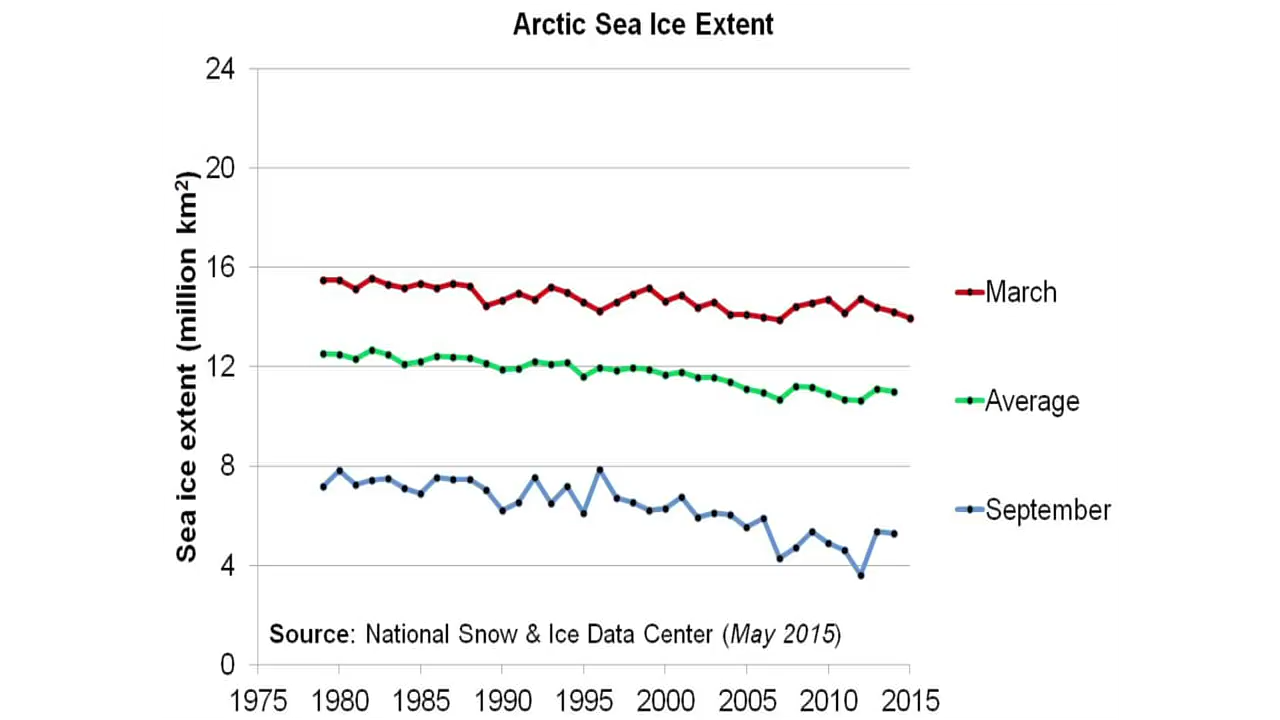 Arctic Sea Ice Extent
Sea ice extent (million km²)
24
20
16
12
8
4
0
1975 1980 1985 1990 1995 2000 2005 2010 2015
March
Average
September
Source: National Snow & Ice Data Center (May 2015)